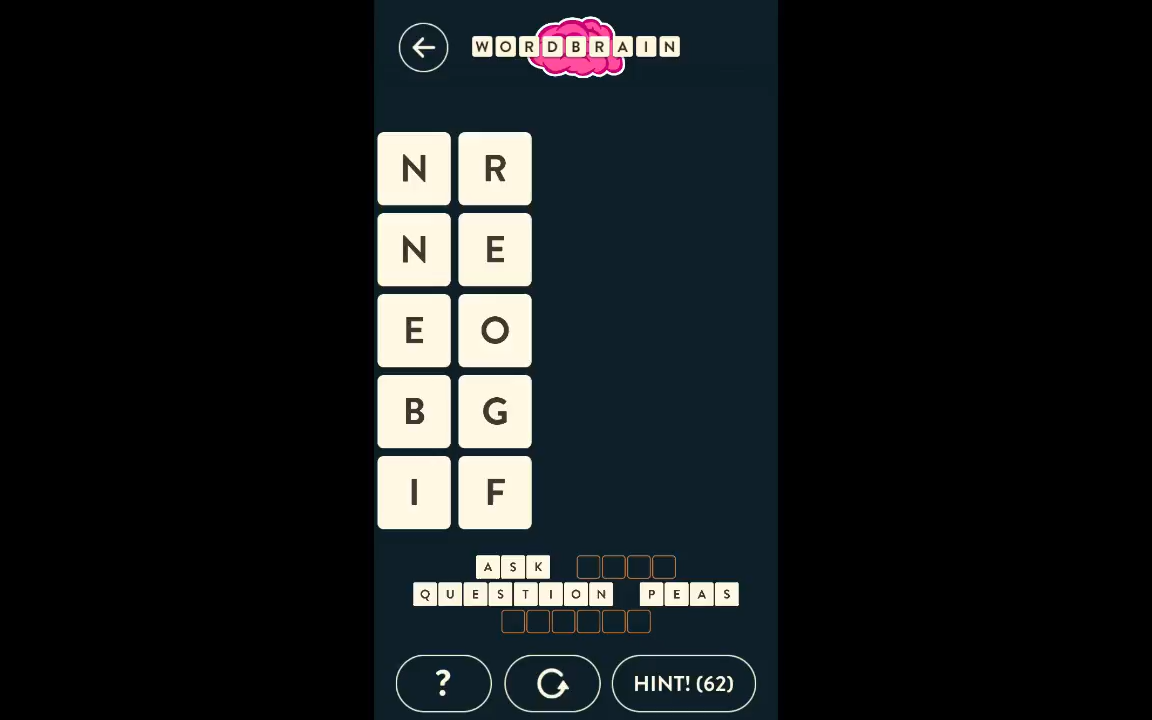 WORDBRAIN
N R
N E
E O
B G
I F
ASK
QUESTION PEAS
? HINT! (62)